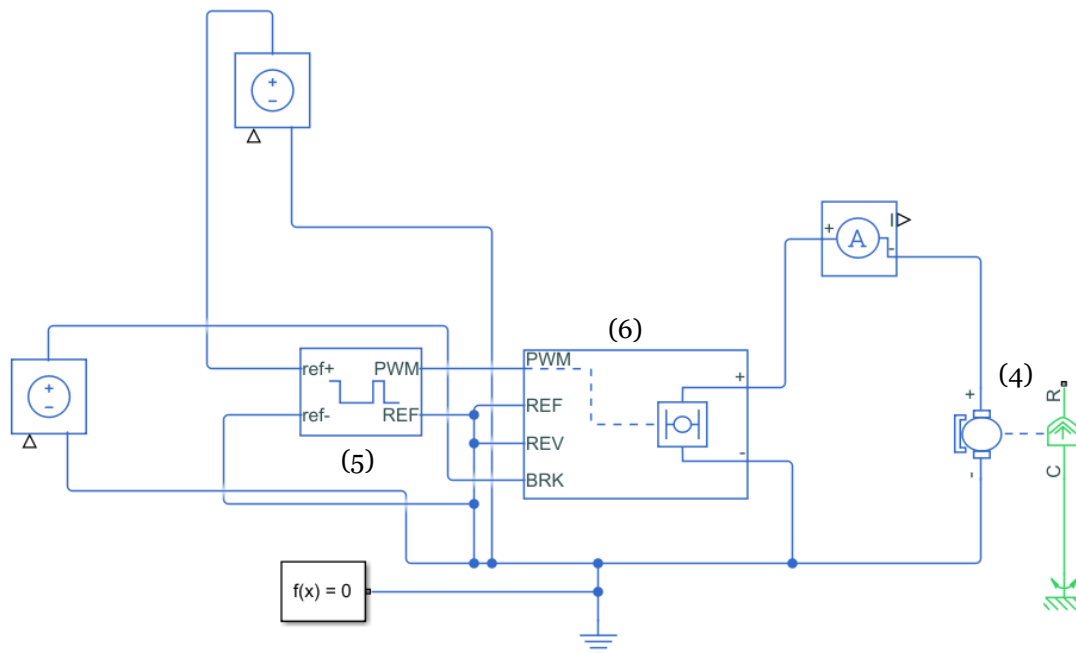 +
−
I
+
A
-
(6)
+
−
ref+
PWM
ref-
REF
(5)
PWM
REF
REV
BRK
+
-
(4)
+
-
R
C
f(x) = 0